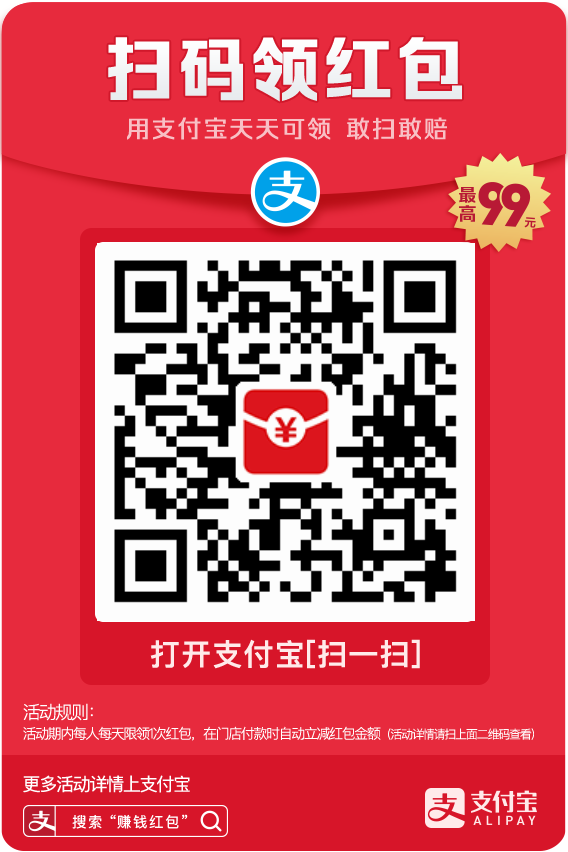 扫码领红包
用支付宝天天可领 敢扫敢赔
支
最高99元
¥
打开支付宝[扫一扫]
活动规则：
活动期内每人每天限领1次红包，在门店付款时自动立减红包金额（活动详情请扫上面二维码查看）
更多活动详情上支付宝
支 搜索“赚钱红包”
支 支付宝
ALIPAY